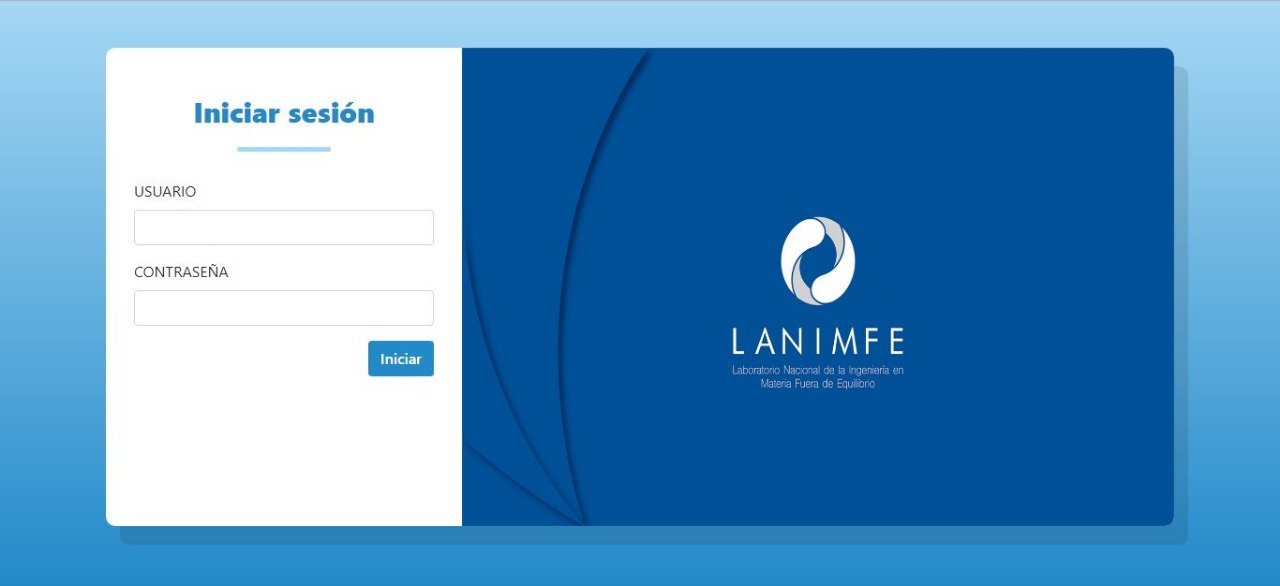 Iniciar sesión
USUARIO
CONTRASEÑA
Iniciar
LANIMFE
Laboratorio Nacional de la Ingeniería en
Materia Fuera de Equilibrio